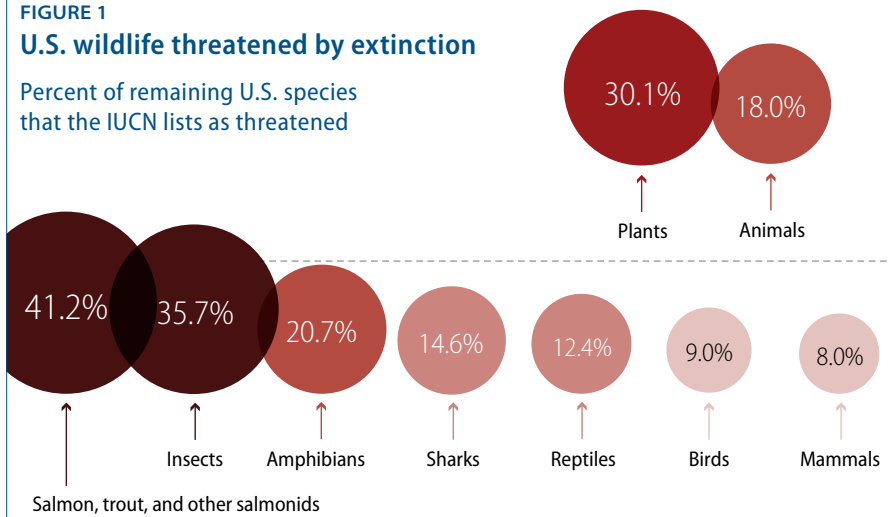 FIGURE 1
U.S. wildlife threatened by extinction
Percent of remaining U.S. species
that the IUCN lists as threatened
30.1%
18.0%
Plants
Animals
41.2%
35.7%
20.7%
14.6%
12.4%
9.0%
8.0%
Insects
Amphibians
Sharks
Reptiles
Birds
Mammals
Salmon, trout, and other salmonids